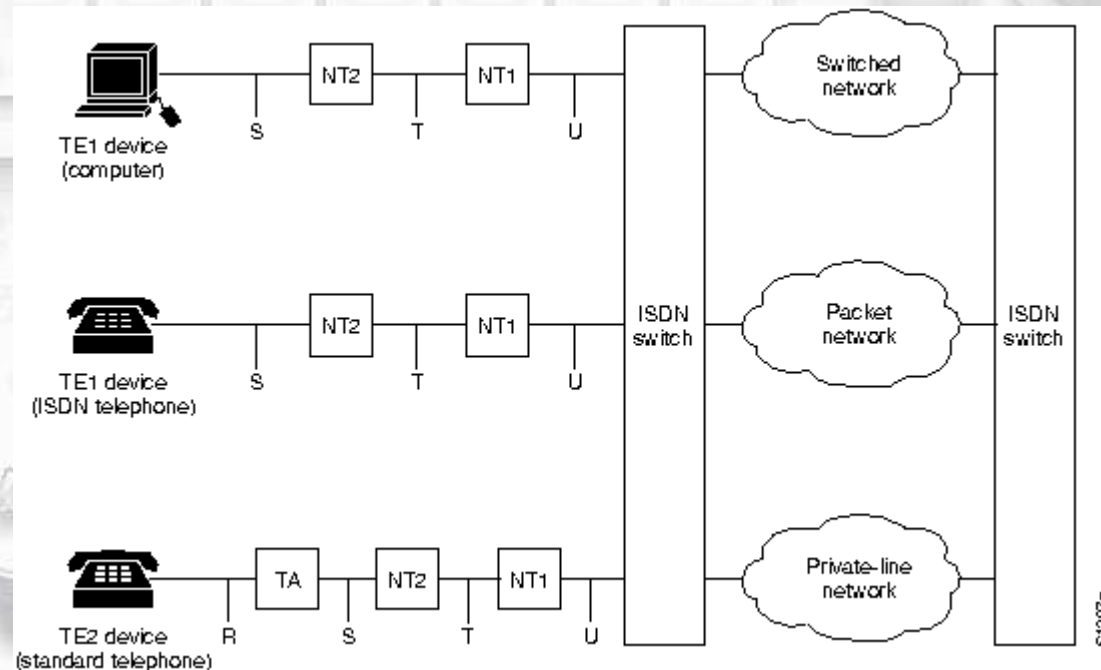 NT2
NT1
Switched
network
S
T
U
TE1 device
(computer)
NT2
NT1
ISDN
switch
Packet
network
ISDN
switch
S
T
U
TE1 device
(ISDN telephone)
TA
NT2
NT1
Private-line
network
R
S
T
U
TE2 device
(standard telephone)